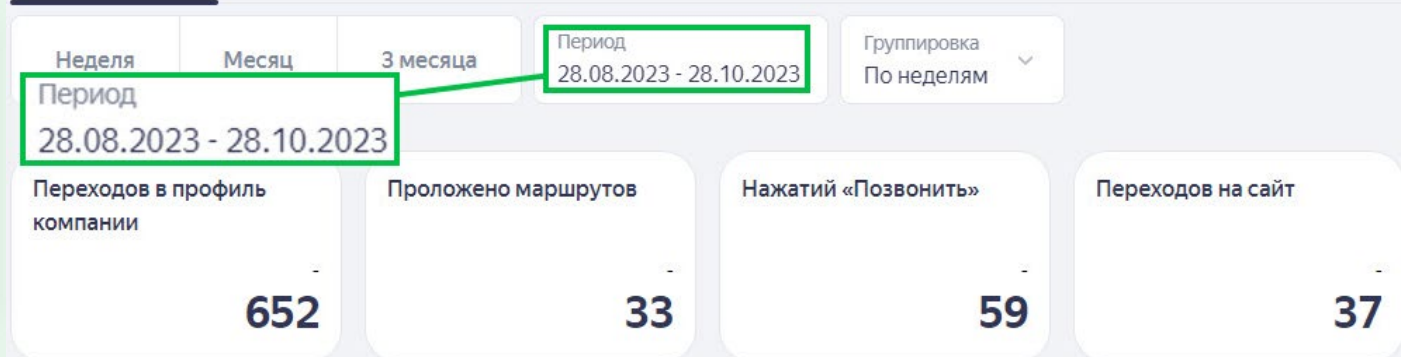 Неделя
Месяц
3 месяца
Период
28.08.2023 - 28.10.2023
Группировка
По неделям
Период
28.08.2023 - 28.10.2023
Переходов в профиль
компании
-
652
Проложено маршрутов
-
33
Нажатий «Позвонить»
-
59
Переходов на сайт
-
37